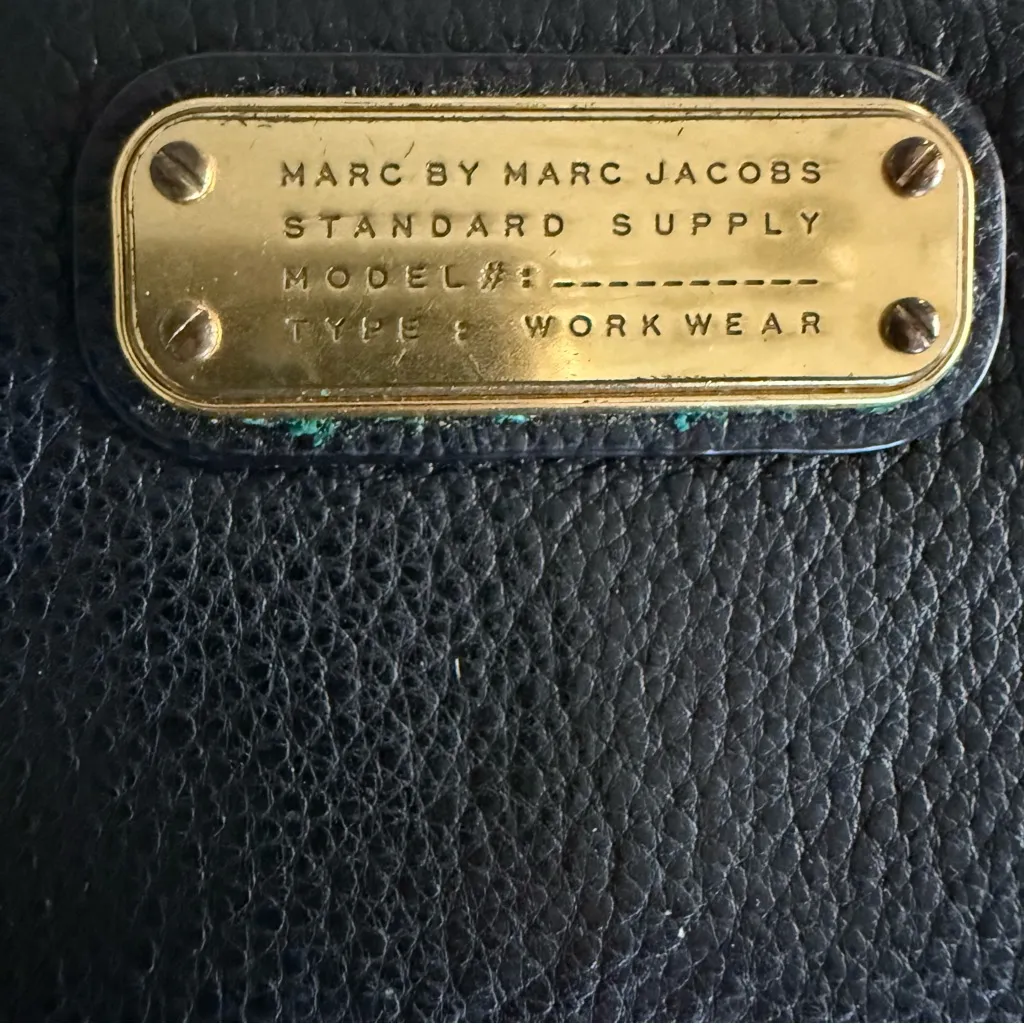 MARC BY MARC JACOBS
STANDARD SUPPLY
MODEL#:__________
TYPE : WORKWEAR